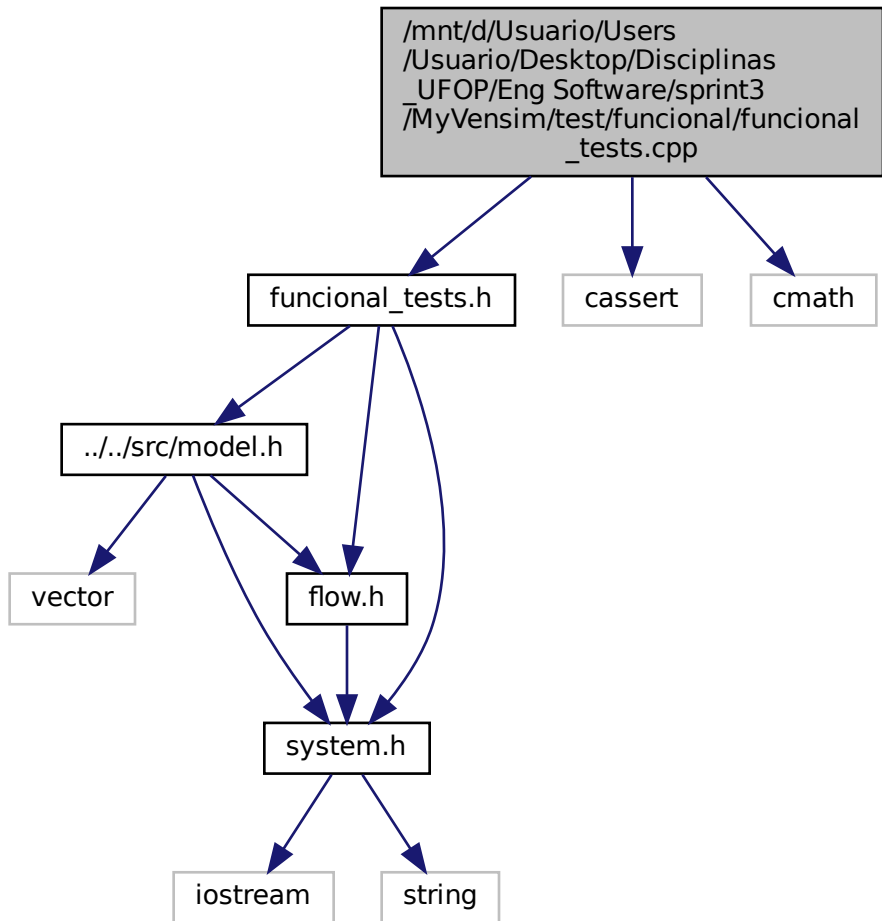 /mnt/d/Usuario/Users
/Usuario/Desktop/Disciplinas
_UFOP/Eng Software/sprint3
/MyVensim/test/funcional/funcional
_tests.cpp
funcional_tests.h
cassert
cmath
../../src/model.h
vector
flow.h
system.h
iostream
string